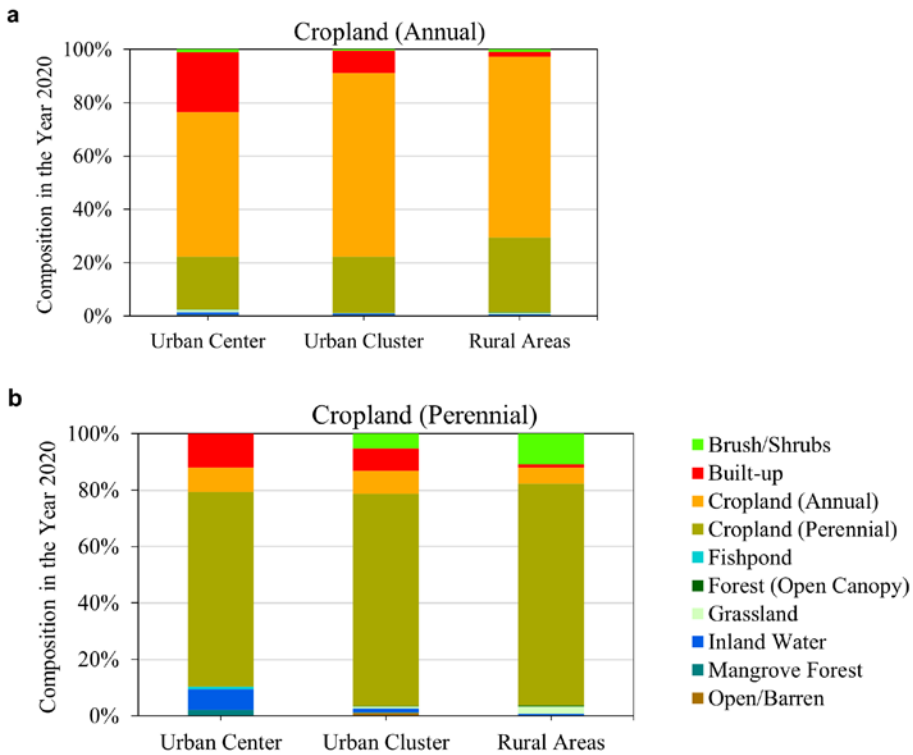 a
Cropland (Annual)
Composition in the Year 2020
100%
80%
60%
40%
20%
0%
Urban Center
Urban Cluster
Rural Areas
b
Cropland (Perennial)
Composition in the Year 2020
100%
80%
60%
40%
20%
0%
Urban Center
Urban Cluster
Rural Areas
Brush/Shrubs
Built-up
Cropland (Annual)
Cropland (Perennial)
Fishpond
Forest (Open Canopy)
Grassland
Inland Water
Mangrove Forest
Open/Barren